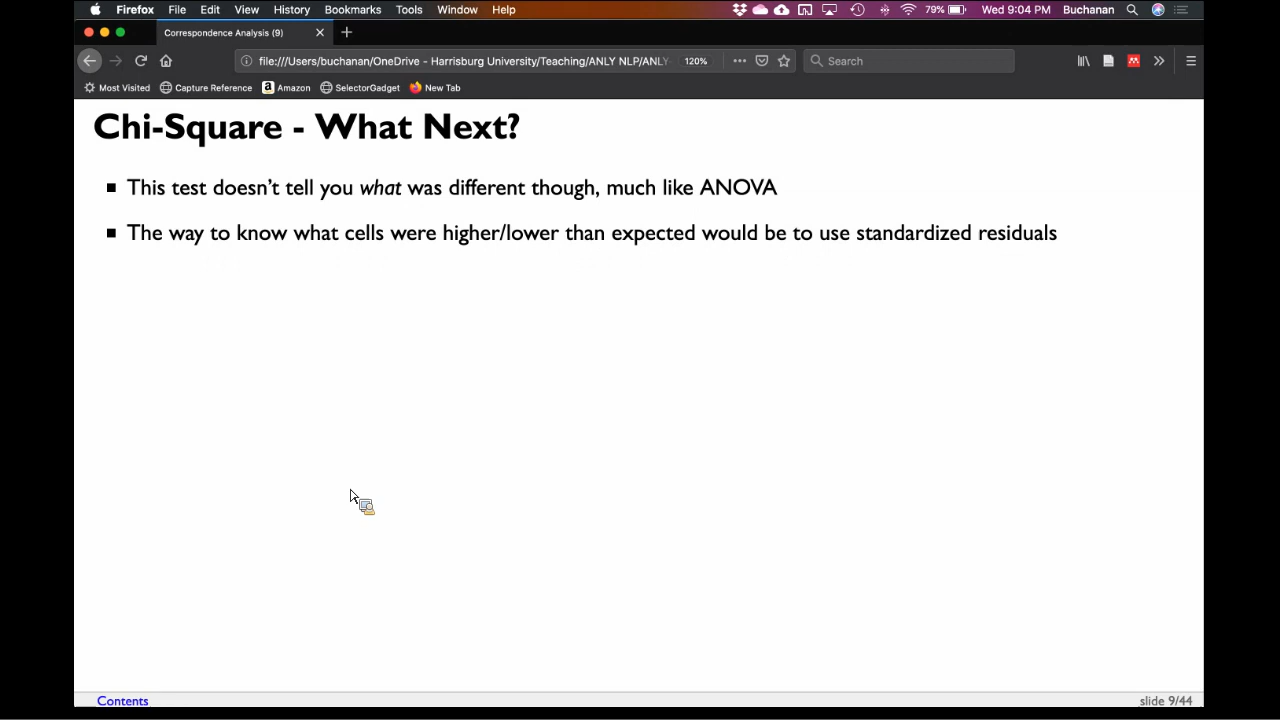 Firefox File Edit View History Bookmarks Tools Window Help 79% Wed 9:04 PM Buchanan
Correspondence Analysis (9)
file:///Users/buchanan/OneDrive - Harrisburg University/Teaching/ANLY NLP/ANLY 120% Search
Most Visited Capture Reference Amazon SelectorGadget New Tab
Chi-Square - What Next?
This test doesn't tell you what was different though, much like ANOVA
The way to know what cells were higher/lower than expected would be to use standardized residuals
Contents slide 9/44